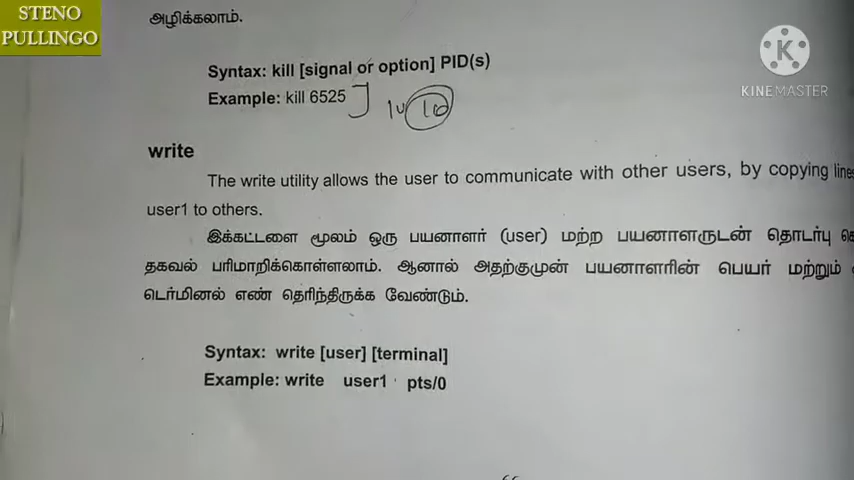 STENO
PULLINGO
KINEMASTER
அழிக்கலாம்.
Syntax: kill [signal or option] PID(s)
Example: kill 6525
write
The write utility allows the user to communicate with other users, by copying lines
user1 to others.
இக்கட்டளை மூலம் ஒரு பயனாளர் (user) மற்ற பயனாளருடன் தொடர்பு
தகவல் பரிமாறிக்கொள்ளலாம். ஆனால் அதற்குமுன் பயனாளரின் பெயர் மற்றும்
டெர்மினல் எண் தெரிந்திருக்க வேண்டும்.
Syntax: write [user] [terminal]
Example: write user1 pts/0